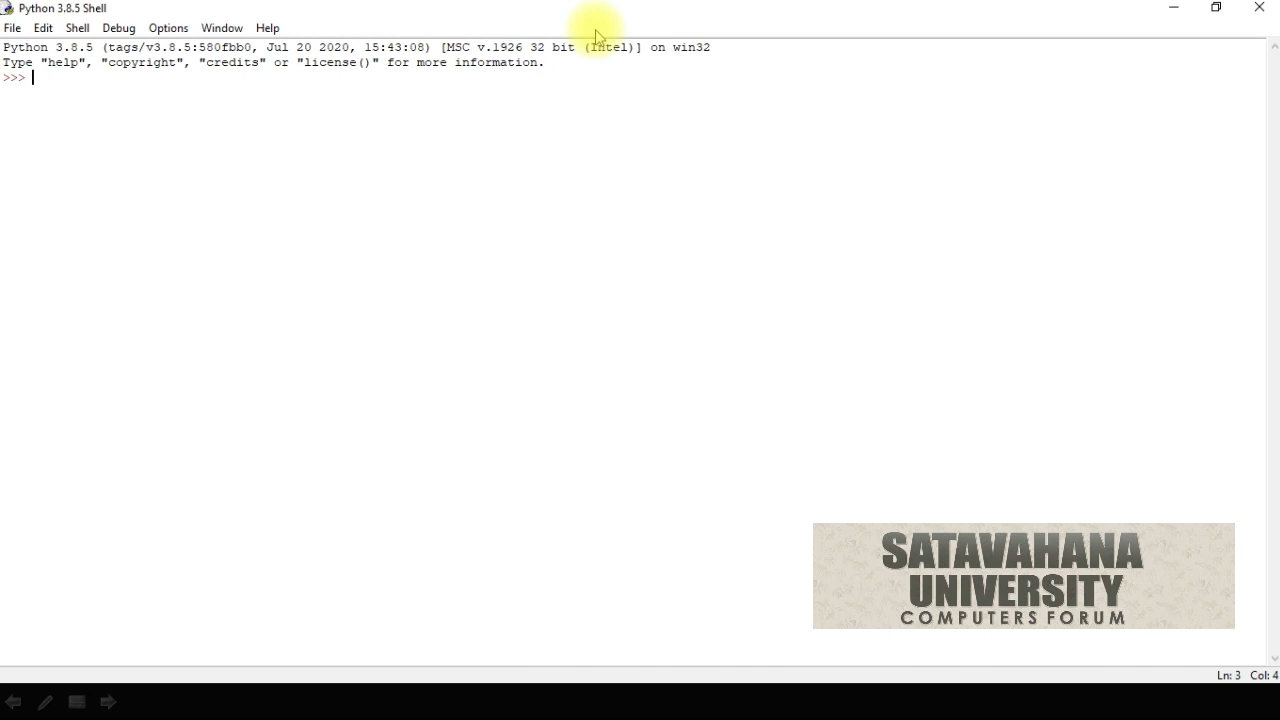 Python 3.8.5 Shell
File Edit Shell Debug Options Window Help
Python 3.8.5 (tags/v3.8.5:580fbb0, Jul 20 2020, 15:43:08) [MSC v.1926 32 bit (Intel)] on win32
Type "help", "copyright", "credits" or "license()" for more information.
>>>
SATAVAHANA
UNIVERSITY
COMPUTERS FORUM
Ln: 3 Col: 4